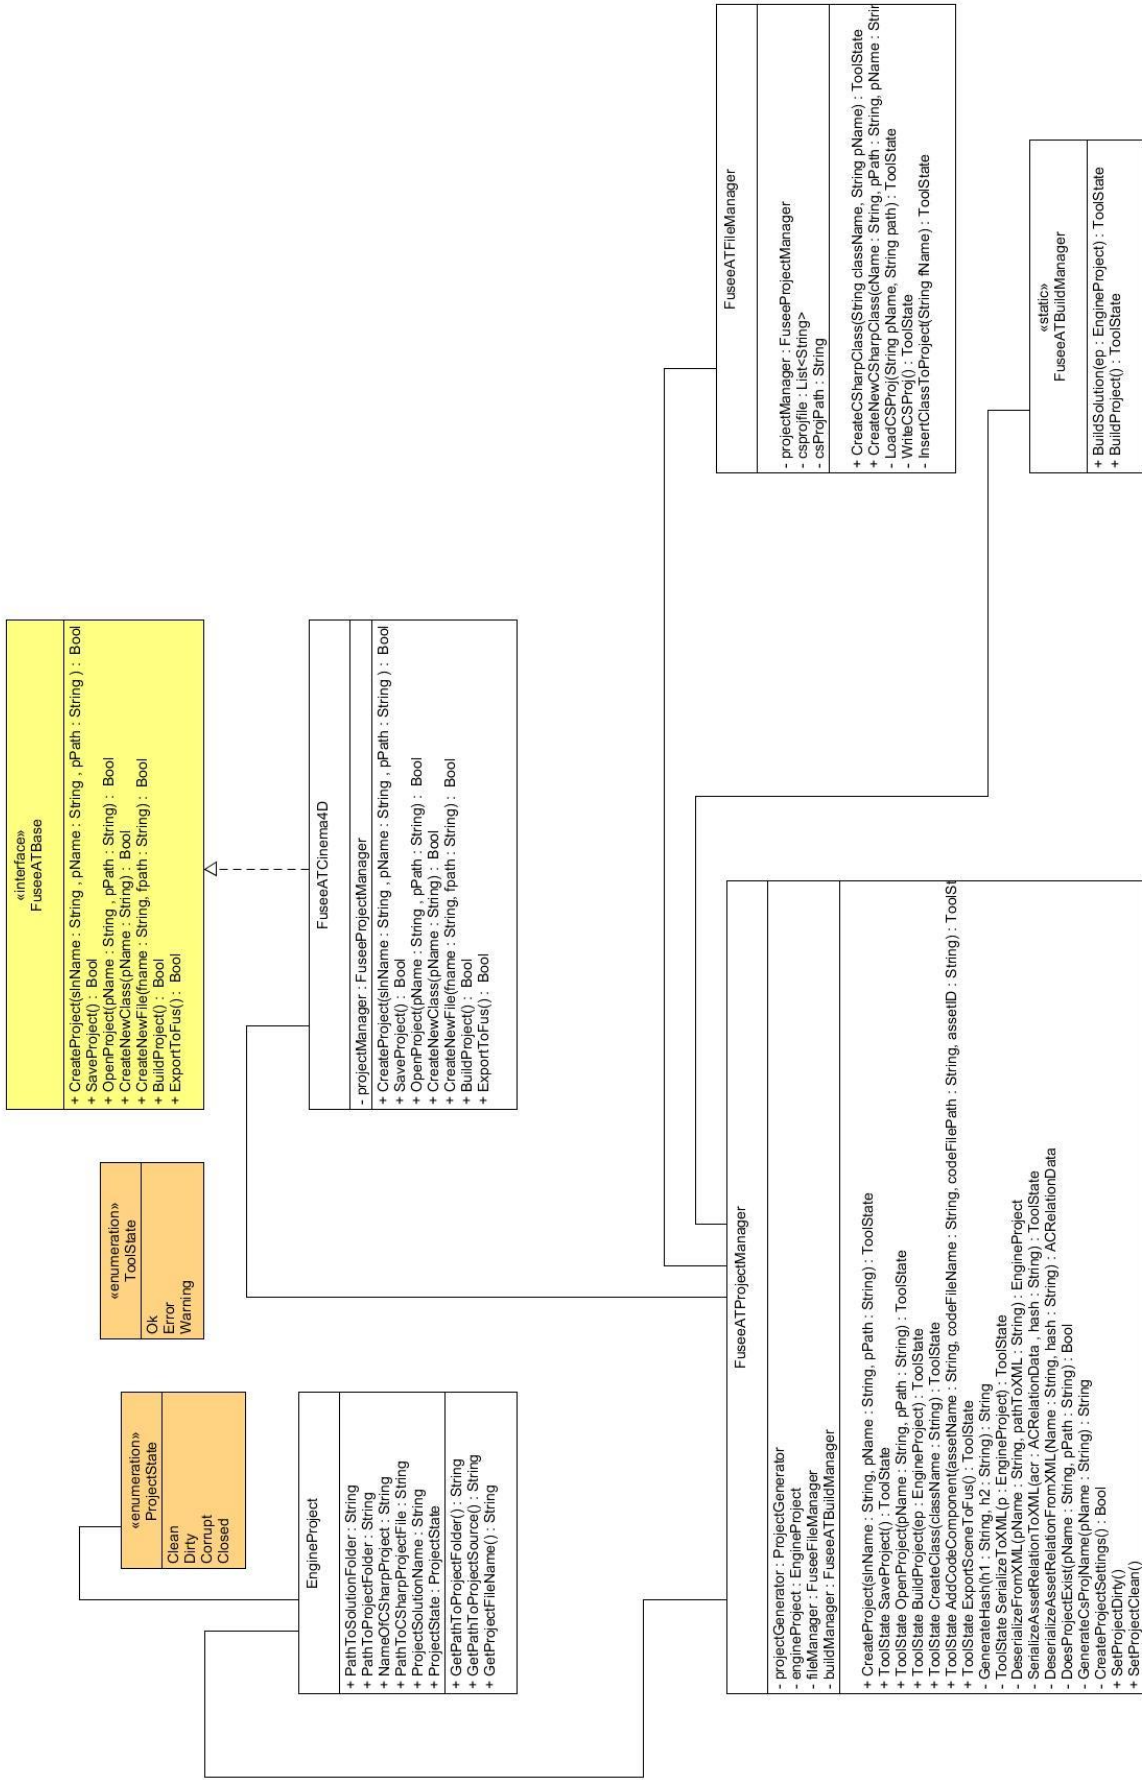 «interface»
FuseeATBase
+ CreateProject(slnName : String , pName : String , pPath : String ) : Bool
+ SaveProject() : Bool
+ OpenProject(pName : String , pPath : String) : Bool
+ CreateNewClass(pName : String) : Bool
+ CreateNewFile(fname : String, fpath : String) : Bool
+ BuildProject() : Bool
+ ExportToFus() : Bool
«enumeration»
ToolState
Ok
Error
Warning
«enumeration»
ProjectState
Clean
Dirty
Corrupt
Closed
EngineProject
+ PathToSolutionFolder : String
+ PathToProjectFolder : String
+ NameOfCSharpProject : String
+ PathToCSharpProjectFile : String
+ ProjectSolutionName : String
+ ProjectState : ProjectState
+ GetPathToProjectFolder() : String
+ GetPathToProjectSource() : String
+ GetProjectFileName() : String
FuseeATCinema4D
- projectManager : FuseeProjectManager
+ CreateProject(slnName : String , pName : String , pPath : String ) : Bool
+ SaveProject() : Bool
+ OpenProject(pName : String , pPath : String) : Bool
+ CreateNewClass(pName : String) : Bool
+ CreateNewFile(fname : String, fpath : String) : Bool
+ BuildProject() : Bool
+ ExportToFus() : Bool
FuseeATProjectManager
- projectGenerator : ProjectGenerator
- engineProject : EngineProject
- fileManager : FuseeFileManager
- buildManager : FuseeATBuildManager
+ CreateProject(slnName : String, pName : String, pPath : String) : ToolState
+ ToolState SaveProject() : ToolState
+ ToolState OpenProject(pName : String, pPath : String) : ToolState
+ ToolState BuildProject(ep : EngineProject) : ToolState
+ ToolState CreateClass(className : String) : ToolState
+ ToolState AddCodeComponent(assetName : String, codeFileName : String, codeFilePath : String, assetID : String) : ToolSt
+ ToolState ExportSceneToFus() : ToolState
- GenerateHash(h1 : String, h2 : String) : String
- ToolState SerializeToXML(p : EngineProject) : ToolState
- DeserializeFromXML(pName : String, pathToXML : String) : EngineProject
- SerializeAssetRelationToXML(acr : ACRelationData , hash : String) : ToolState
- DeserializeAssetRelationFromXML(Name : String, hash : String) : ACRelationData
- DoesProjectExist(pName : String, pPath : String) : Bool
- GenerateCsProjName(pName : String) : String
- CreateProjectSettings() : Bool
+ SetProjectDirty()
+ SetProjectClean()
FuseeATFileManager
- projectManager : FuseeProjectManager
- csprojfile : List<String>
- csProjPath : String
+ CreateCSharpClass(String className, String pName) : ToolState
+ CreateNewCSharpClass(cName : String, pPath : String, pName : Strin
- LoadCSProj(String pName, String path) : ToolState
- WriteCSProj() : ToolState
- InsertClassToProject(String fName) : ToolState
«static»
FuseeATBuildManager
+ BuildSolution(ep : EngineProject) : ToolState
+ BuildProject() : ToolState